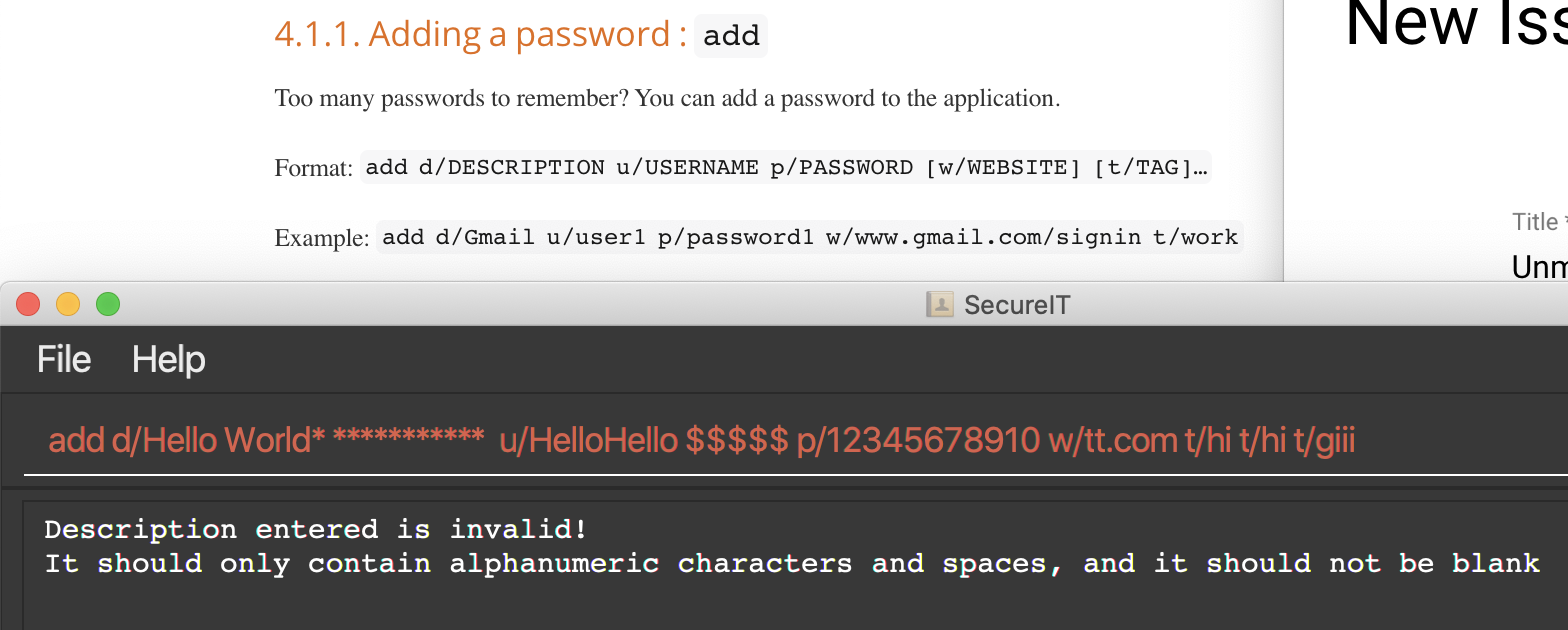 4.1.1. Adding a password : add
New Iss
Too many passwords to remember? You can add a password to the application.
Format: add d/DESCRIPTION u/USERNAME p/PASSWORD [w/WEBSITE] [t/TAG]…
Title *
Example: add d/Gmail u/user1 p/password1 w/www.gmail.com/signin t/work
Unm
SecureIT
File Help
add d/Hello World* *********** u/HelloHello $$$$$ p/12345678910 w/tt.com t/hi t/hi t/giii
Description entered is invalid!
It should only contain alphanumeric characters and spaces, and it should not be blank